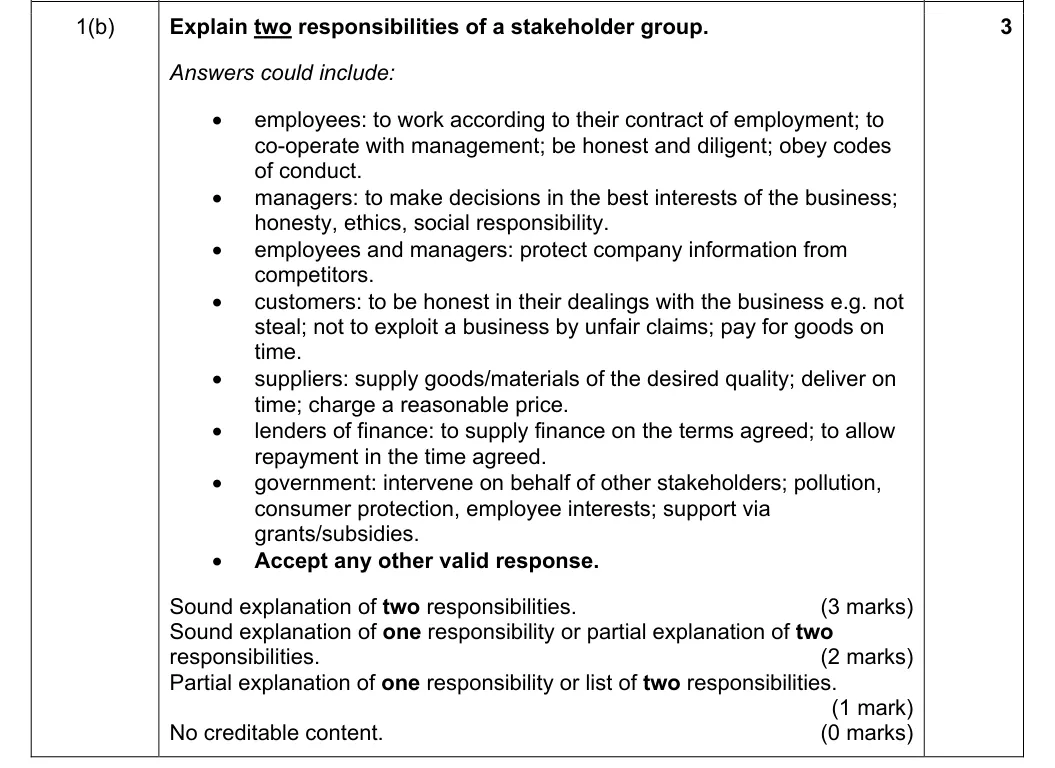 1(b) Explain two responsibilities of a stakeholder group. 3
Answers could include:
• employees: to work according to their contract of employment; to
co-operate with management; be honest and diligent; obey codes
of conduct.
• managers: to make decisions in the best interests of the business;
honesty, ethics, social responsibility.
• employees and managers: protect company information from
competitors.
• customers: to be honest in their dealings with the business e.g. not
steal; not to exploit a business by unfair claims; pay for goods on
time.
• suppliers: supply goods/materials of the desired quality; deliver on
time; charge a reasonable price.
• lenders of finance: to supply finance on the terms agreed; to allow
repayment in the time agreed.
• government: intervene on behalf of other stakeholders; pollution,
consumer protection, employee interests; support via
grants/subsidies.
• Accept any other valid response.
Sound explanation of two responsibilities. (3 marks)
Sound explanation of one responsibility or partial explanation of two
responsibilities. (2 marks)
Partial explanation of one responsibility or list of two responsibilities.
(1 mark)
No creditable content. (0 marks)